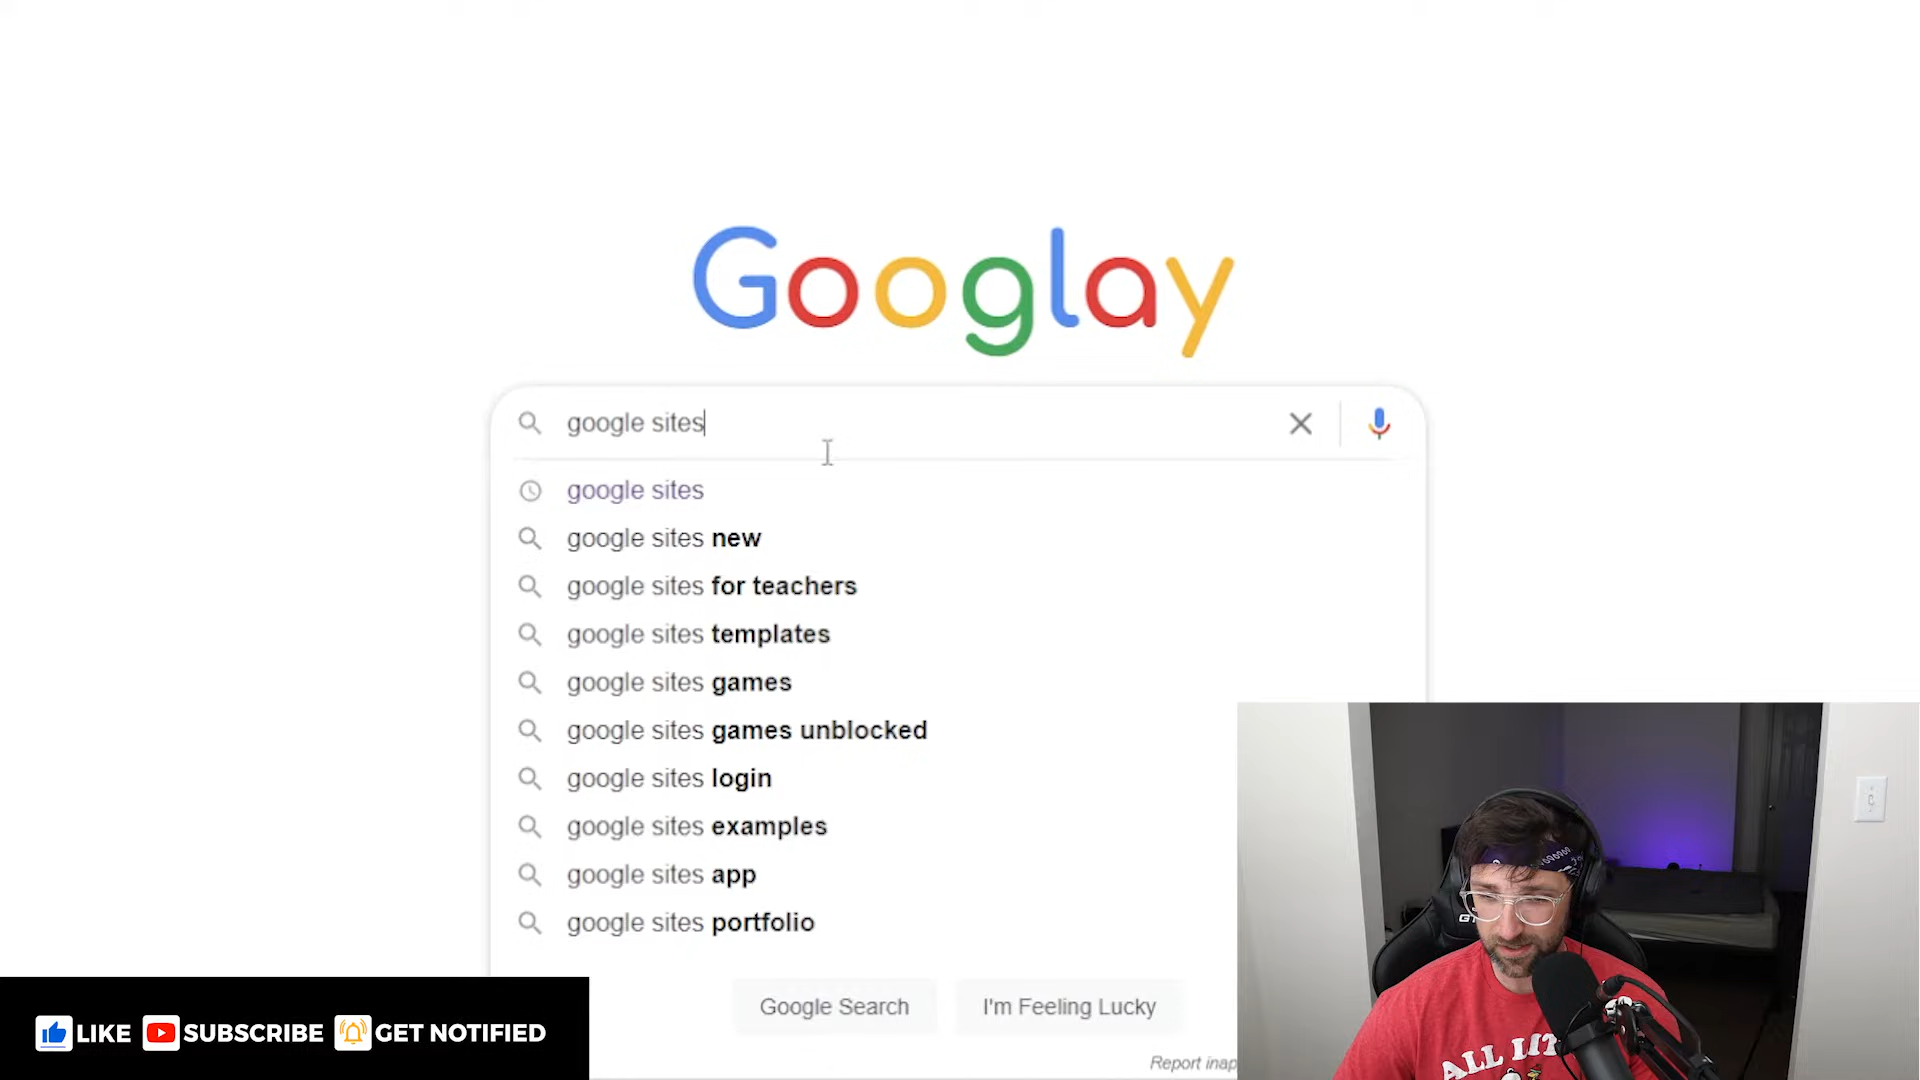 Googlay
google sites
google sites
google sites new
google sites for teachers
google sites templates
google sites games
google sites games unblocked
google sites login
google sites examples
google sites app
google sites portfolio
Google Search
I'm Feeling Lucky
Report inap
LIKE SUBSCRIBE GET NOTIFIED
ALL